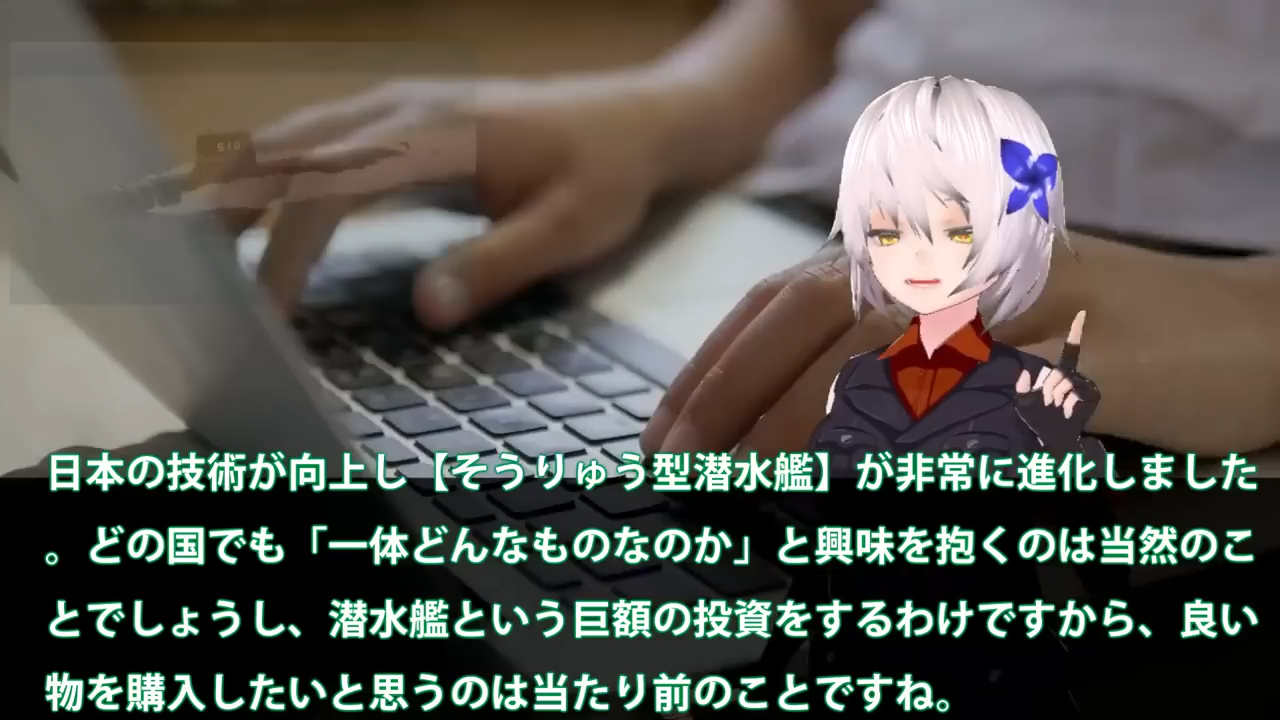 日本の技術が向上し【そうりゅう型潜水艦】が非常に進化しました
。どの国でも「一体どんなものなのか」と興味を抱くのは当然のこ
とでしょうし、潜水艦という巨額の投資をするわけですから、良い
物を購入したいと思うのは当たり前のことですね。